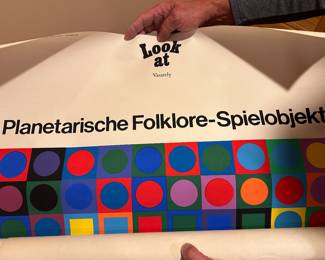 Look
at
Vasarely
Planetarische Folklore-Spielobjekt